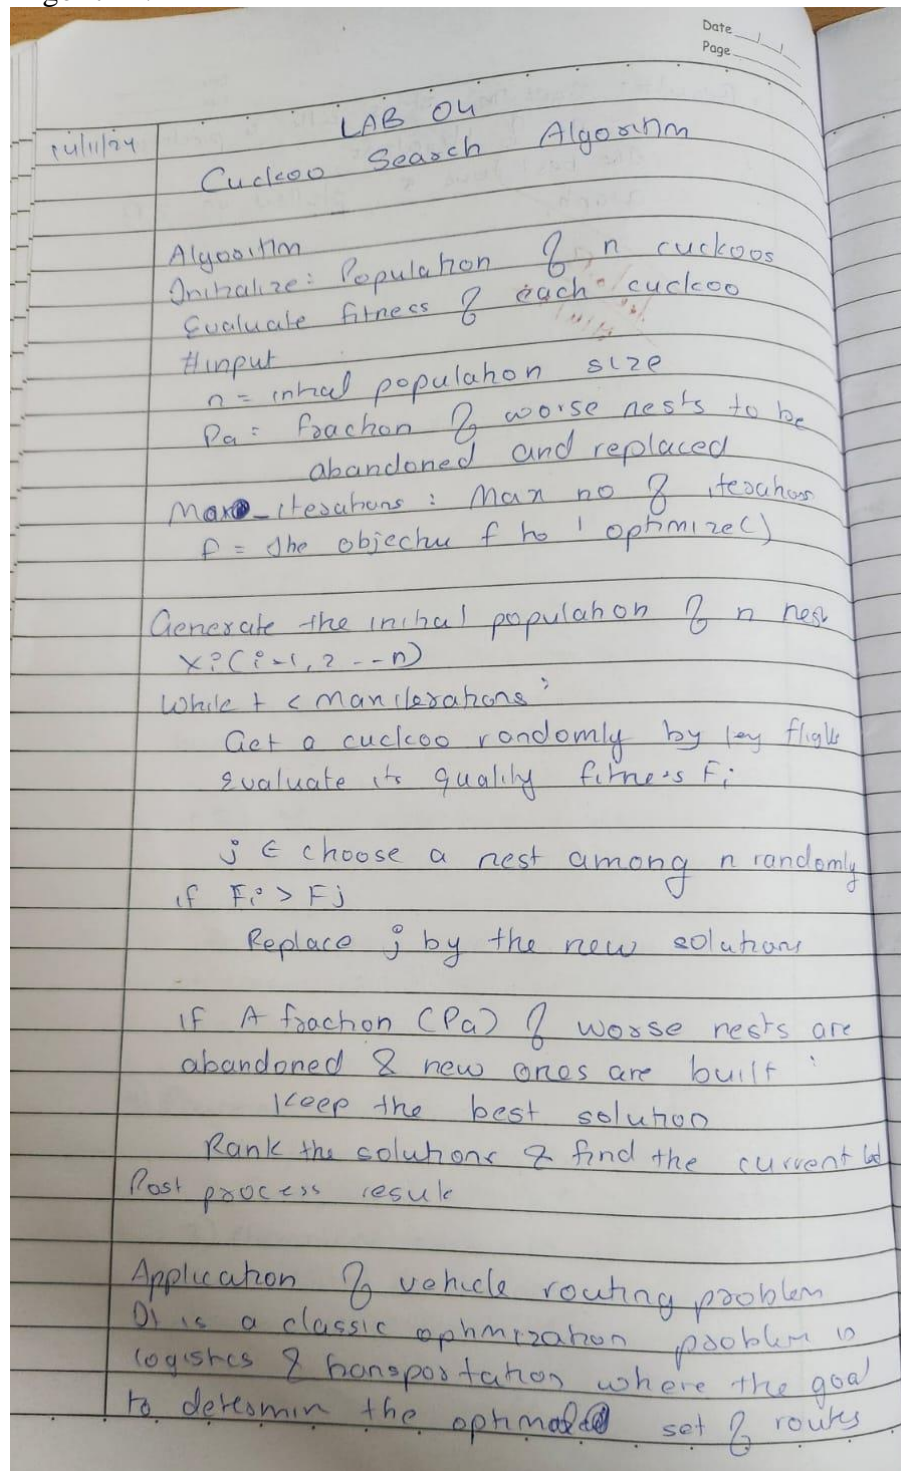 Date
Page
LAB 04
14/11/24
Cuckoo Search Algorithm
Algorithm
Initialize: Population of n cuckoos
Evaluate fitness of each cuckoo
#input
n = initial population size
Pa = fraction of worse nests to be
abandoned and replaced
Max_iterations : Max no of iterations
f = The objective f to optimize()
Generate the initial population of n nest
Xi(i=1, 2 --n)
While t < maxiterations:
Get a cuckoo randomly by levy flights
Evaluate its quality fitness Fi
j ∈ choose a nest among n randomly
if Fi > Fj
Replace j by the new solutions
if A fraction (Pa) of worse nests are
abandoned & new ones are built :
Keep the best solution
Rank the solutions & find the current
Post process result
Application of vehicle routing problem
It is a classic optimization problem in
logistics & transportation where the goal
to determin the optimal set of routes